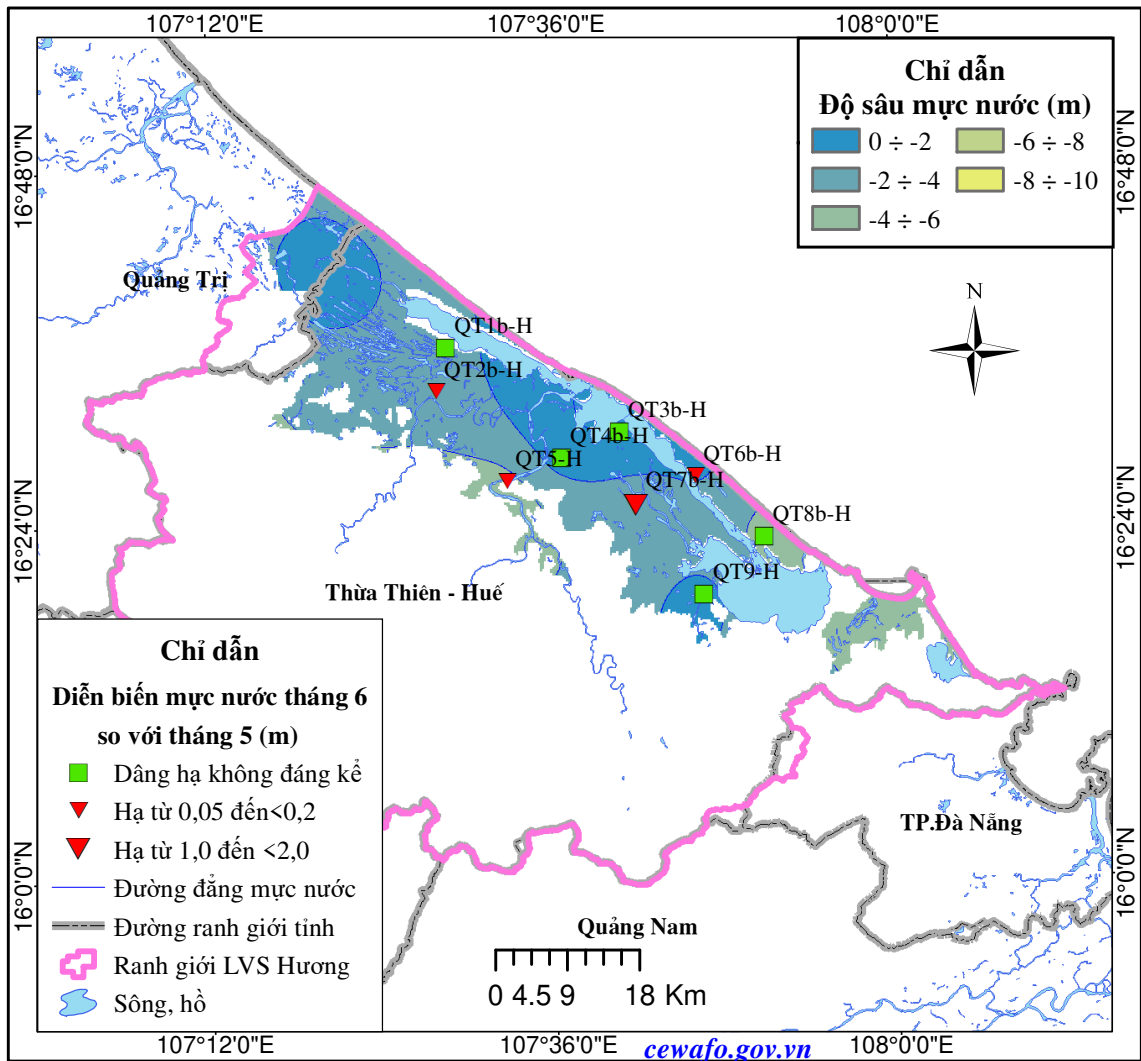 107°12'0"E
107°36'0"E
108°0'0"E
Chỉ dẫn
Độ sâu mực nước (m)
0 ÷ -2
-6 ÷ -8
-2 ÷ -4
-8 ÷ -10
-4 ÷ -6
16°48'0"N
16°48'0"N
Quảng Trị
N
QT1b-H
QT2b-H
QT3b-H
QT4b-H
QT5-H
QT6b-H
QT7b-H
QT8b-H
16°24'0"N
16°24'0"N
QT9-H
Thừa Thiên - Huế
Chỉ dẫn
Diễn biến mực nước tháng 6
so với tháng 5 (m)
Dâng hạ không đáng kể
Hạ từ 0,05 đến<0,2
Hạ từ 1,0 đến <2,0
Đường đẳng mực nước
Đường ranh giới tỉnh
Ranh giới LVS Hương
Sông, hồ
TP.Đà Nẵng
16°0'0"N
16°0'0"N
Quảng Nam
0 4.5 9 18 Km
107°12'0"E
107°36'0"E
108°0'0"E
cewafo.gov.vn